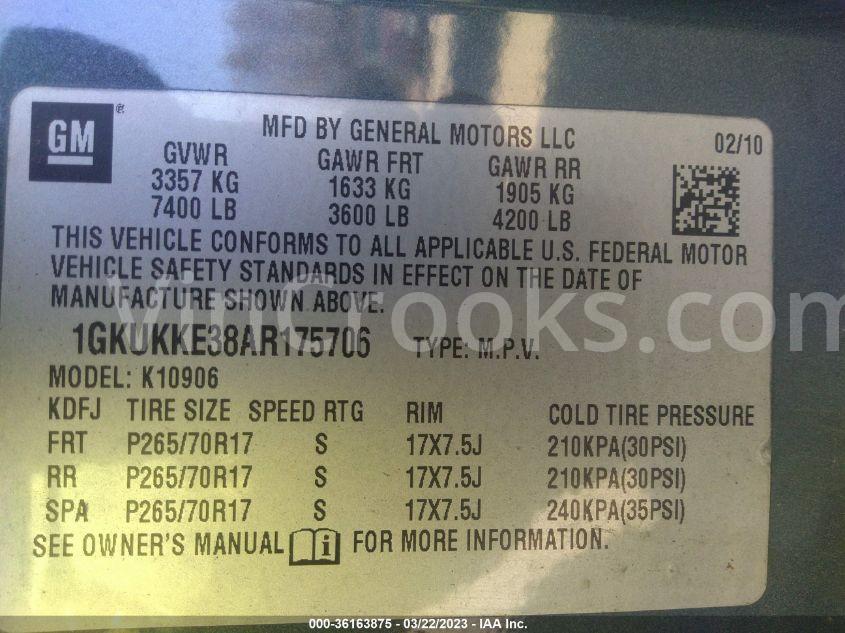 GM ®
MFD BY GENERAL MOTORS LLC 02/10
GVWR GAWR FRT GAWR RR
3357 KG 1633 KG 1905 KG
7400 LB 3600 LB 4200 LB
THIS VEHICLE CONFORMS TO ALL APPLICABLE U.S. FEDERAL MOTOR
VEHICLE SAFETY STANDARDS IN EFFECT ON THE DATE OF
MANUFACTURE SHOWN ABOVE.
VinCrooks.com
1GKUKKE38AR175706 TYPE: M.P.V.
MODEL: K10906
KDFJ TIRE SIZE SPEED RTG RIM COLD TIRE PRESSURE
FRT P265/70R17 S 17X7.5J 210KPA(30PSI)
RR P265/70R17 S 17X7.5J 210KPA(30PSI)
SPA P265/70R17 S 17X7.5J 240KPA(35PSI)
SEE OWNER'S MANUAL i FOR MORE INFORMATION.
000-36163875 - 03/22/2023 - IAA Inc.